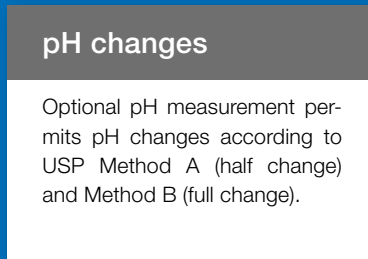 pH changes
Optional pH measurement per-
mits pH changes according to
USP Method A (half change)
and Method B (full change).